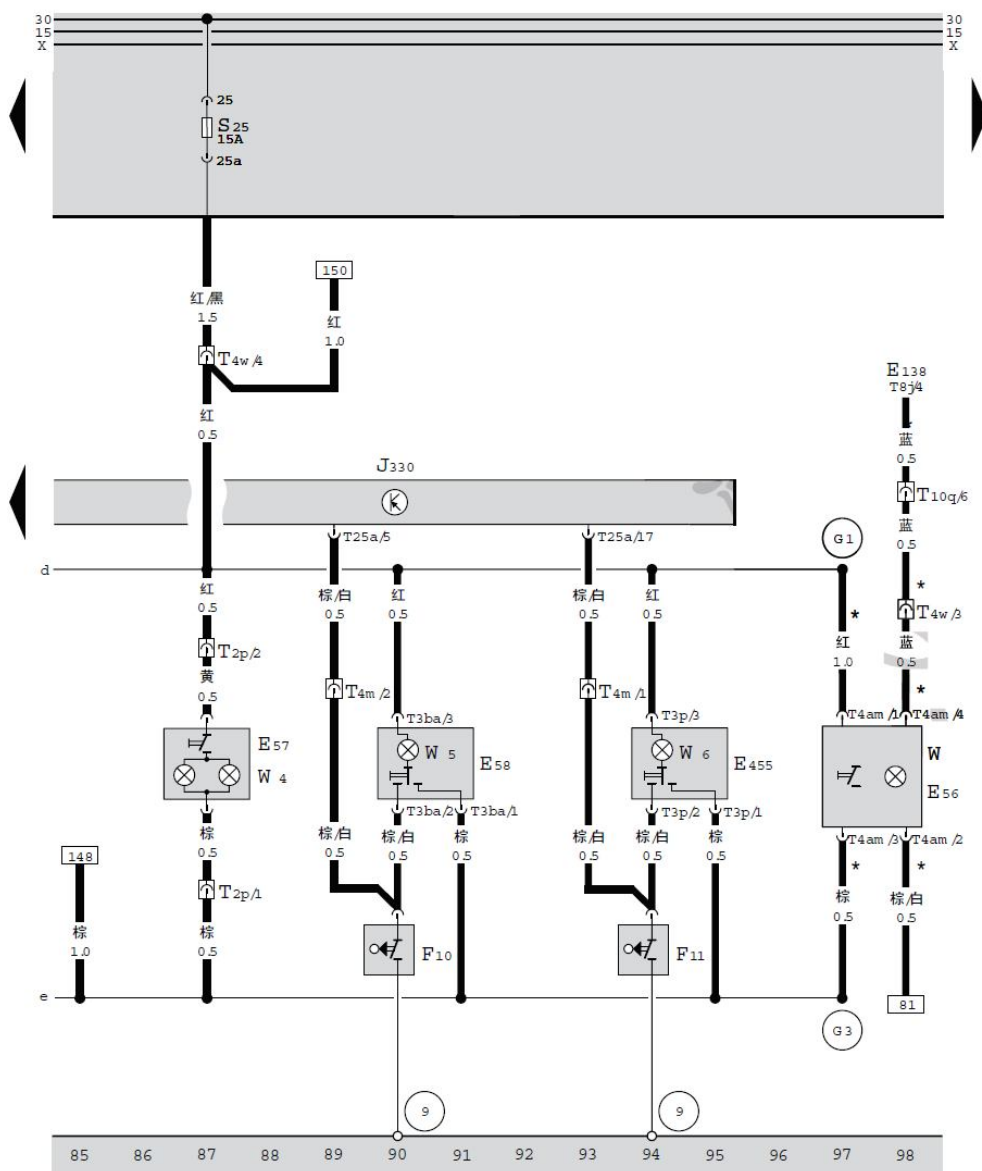 30 30
15 15
X X
25
S25
15A
25a
150
红/黑
1.5
红
1.0
T4w/4
E138
T8j/4
红
0.5
蓝
0.5
J330
T10q/6
T25a/5 T25a/17 G1
蓝
0.5
d
红 棕/白 红 棕/白 红 *
0.5 0.5 0.5 0.5 0.5
* T4w/3
T2p/2 红 蓝
1.0 0.5
黄
0.5
T4m/2 T4m/1 *
T3ba/3 T3p/3 T4am/1 T4am/4
E57 W5 W6 W
W4 E58 E455 E56
T3ba/2 T3ba/1 T3p/2 T3p/1
棕 棕/白 棕/白 棕 棕/白 棕/白 棕 T4am/3 T4am/2
0.5 0.5 0.5 0.5 0.5 0.5 0.5
148 * *
T2p/1 棕 棕/白
0.5 0.5
棕 棕
1.0 0.5
F10 F11
e 81
G3
9 9
85 86 87 88 89 90 91 92 93 94 95 96 97 98